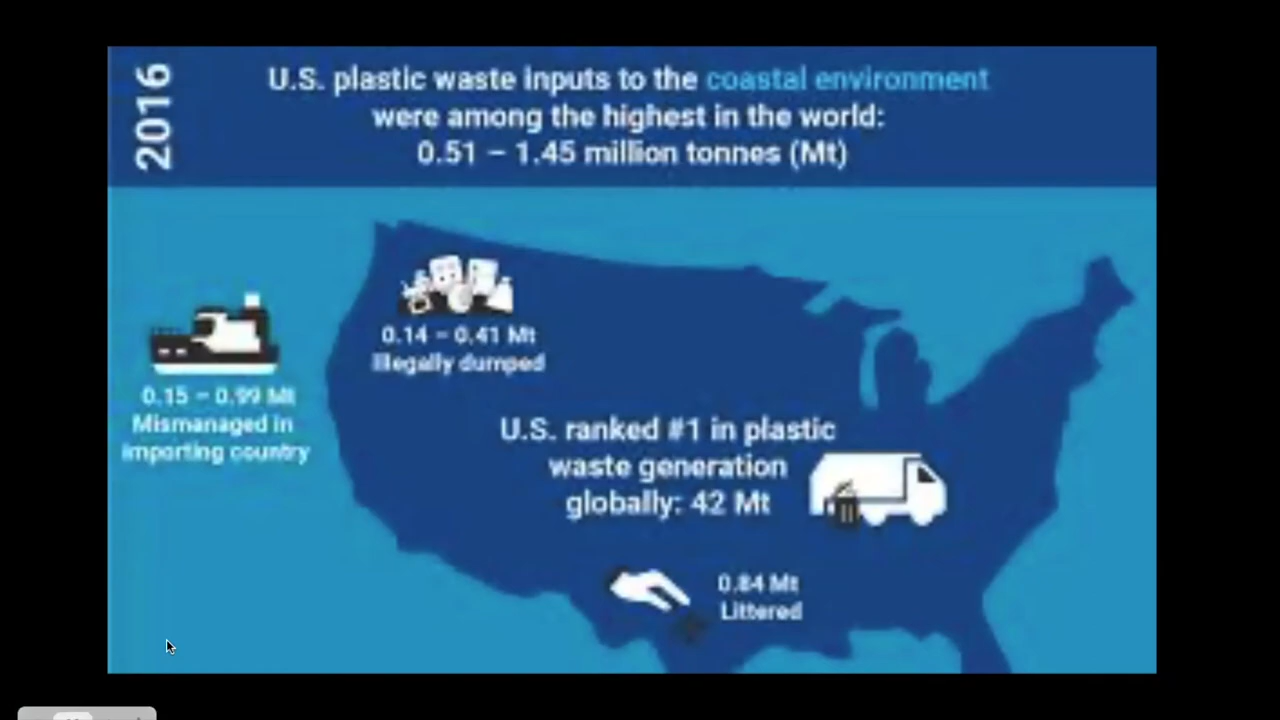 2016
U.S. plastic waste inputs to the coastal environment
were among the highest in the world:
0.51 – 1.45 million tonnes (Mt)
0.14 – 0.41 Mt
Illegally dumped
0.15 – 0.99 Mt
Mismanaged in
importing country
U.S. ranked #1 in plastic
waste generation
globally: 42 Mt
0.84 Mt
Littered